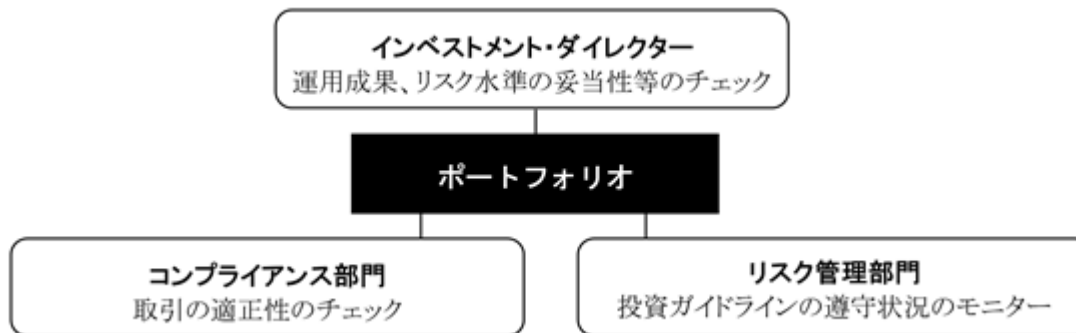 インベストメント・ダイレクター
運用成果、リスク水準の妥当性等のチェック
ポートフォリオ
コンプライアンス部門
取引の適正性のチェック
リスク管理部門
投資ガイドラインの遵守状況のモニター